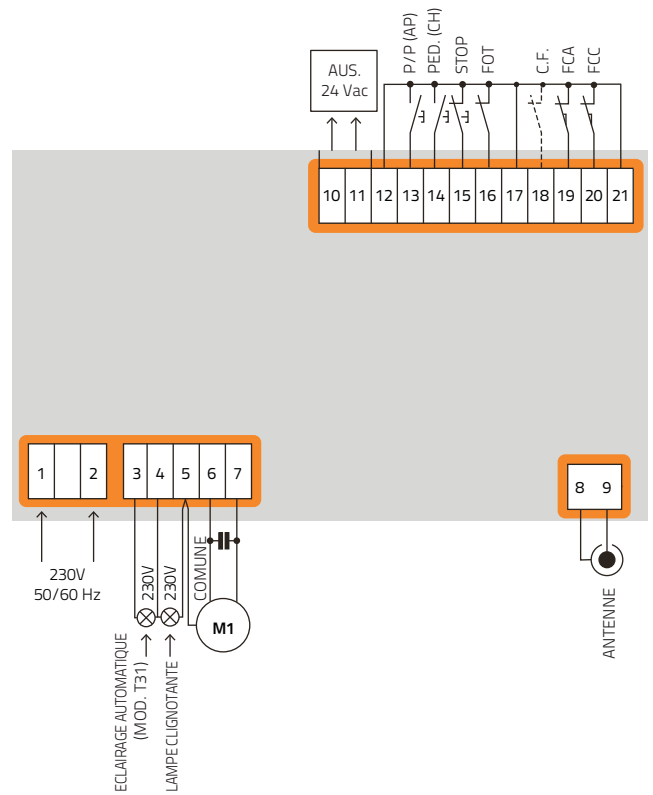 AUS.
24 Vac
P/P (AP)
PED. (CH)
STOP
FOT
C.F.
FCA
FCC
10 11 12 13 14 15 16 17 18 19 20 21
1 2 3 4 5 6 7
8 9
230V
50/60 Hz
230V
230V
COMUNE
M1
ECLAIRAGE AUTOMATIQUE
(MOD. T31)
LAMPE CLIGNOTANTE
ANTENNE